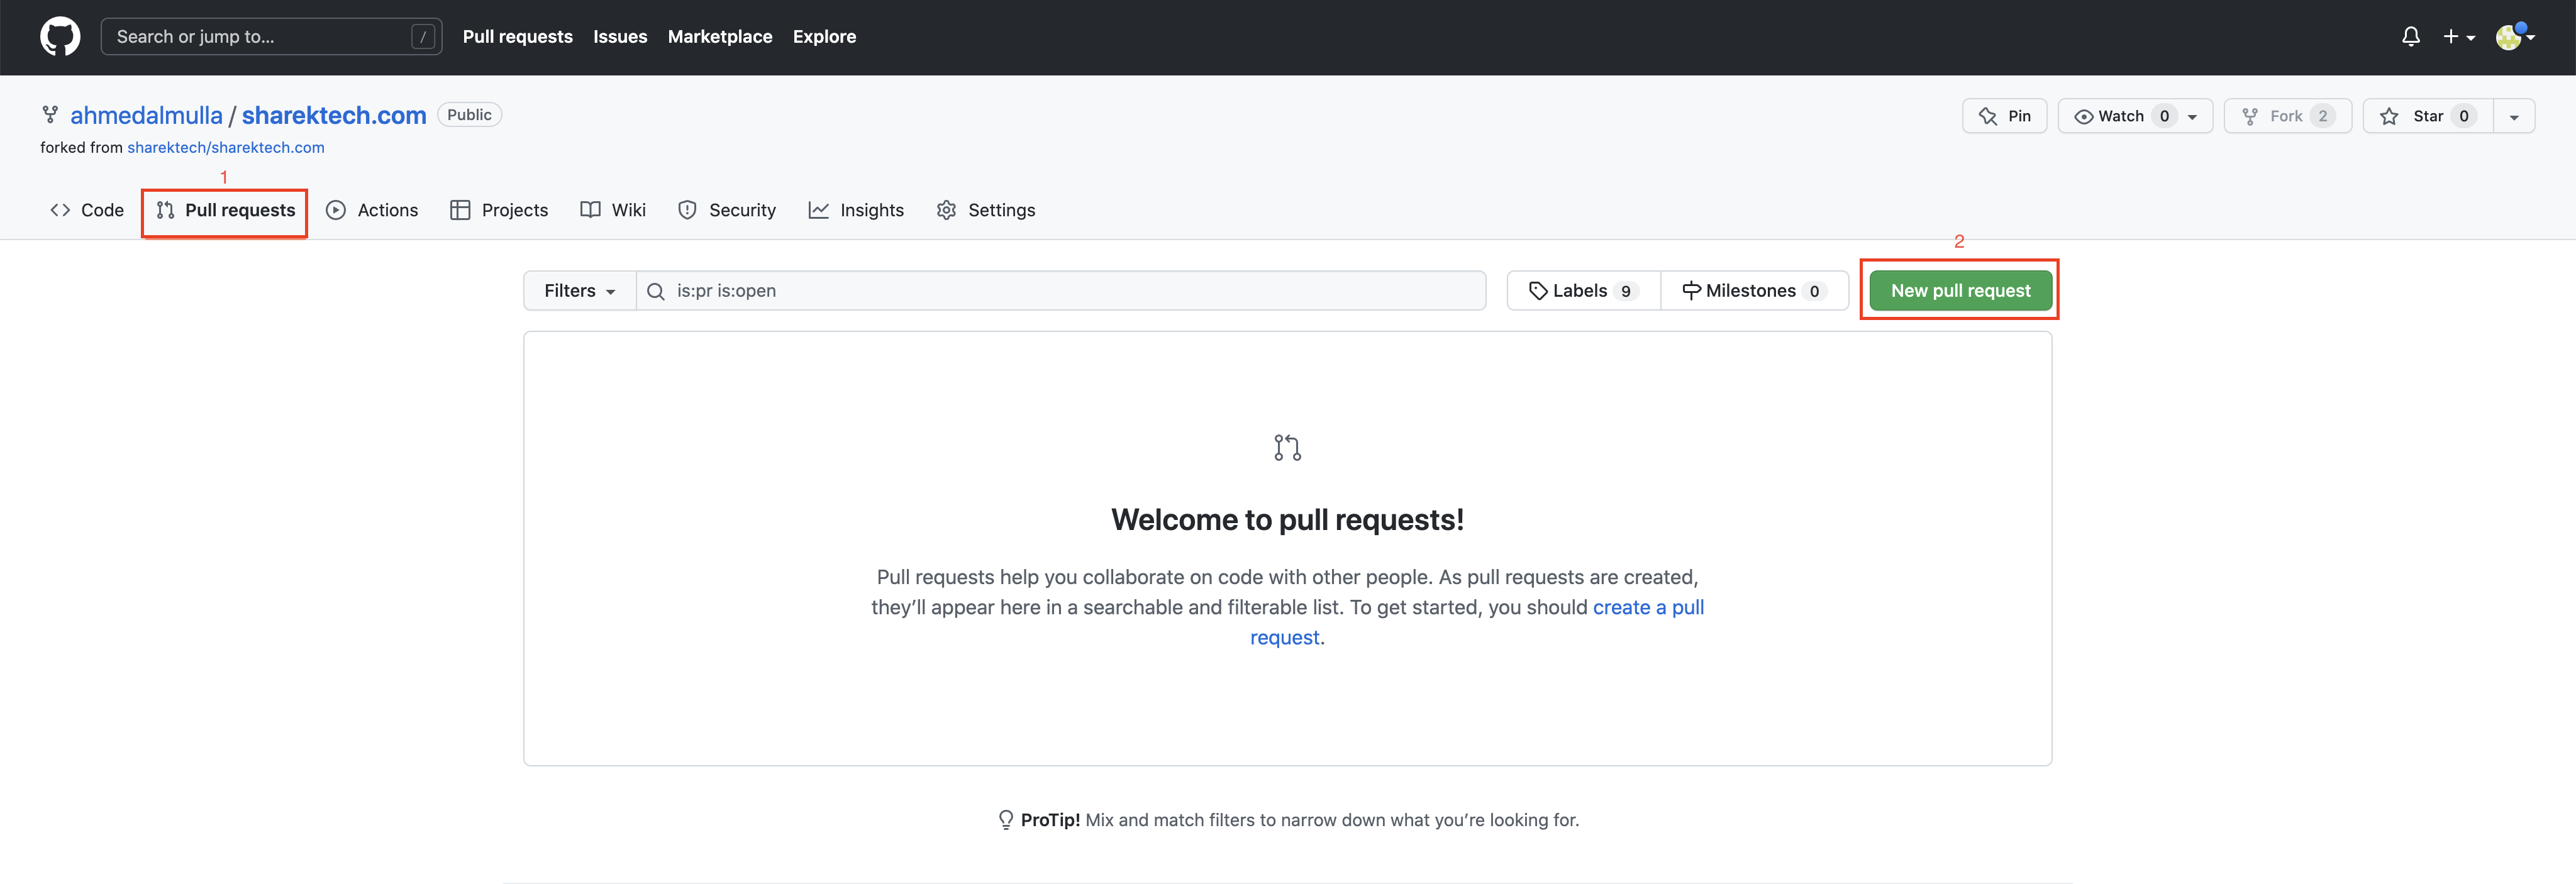 Search or jump to... / Pull requests Issues Marketplace Explore
ahmedalmulla / sharektech.com Public Pin Watch 0 Fork 2 Star 0
forked from sharektech/sharektech.com
1
Code Pull requests Actions Projects Wiki Security Insights Settings
2
Filters is:pr is:open Labels 9 Milestones 0 New pull request
Welcome to pull requests!
Pull requests help you collaborate on code with other people. As pull requests are created,
they’ll appear here in a searchable and filterable list. To get started, you should create a pull
request.
ProTip! Mix and match filters to narrow down what you’re looking for.